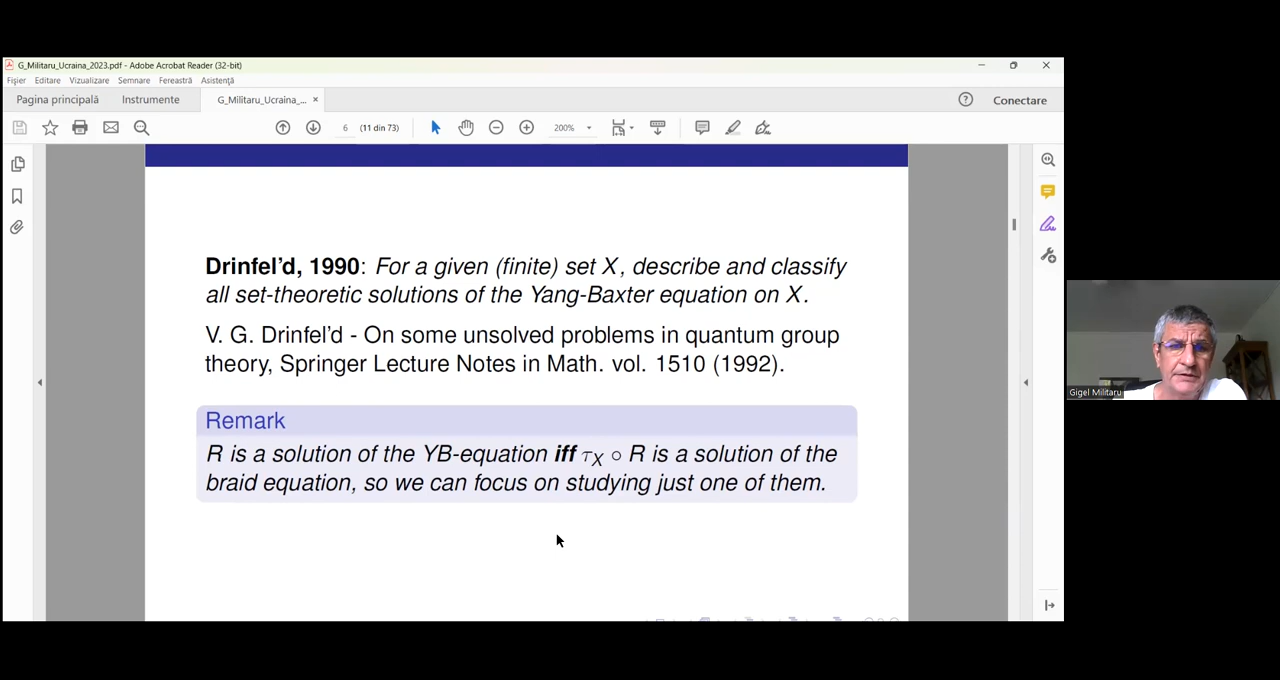 G_Militaru_Ucraina_2023.pdf - Adobe Acrobat Reader (32-bit)
Fișier Editare Vizualizare Semnare Fereastră Asistență
Pagina principală Instrumente G_Militaru_Ucraina_... ×
Conectare
6 (11 din 73) 200%
Drinfel'd, 1990: For a given (finite) set X, describe and classify
all set-theoretic solutions of the Yang-Baxter equation on X.
V. G. Drinfel'd - On some unsolved problems in quantum group
theory, Springer Lecture Notes in Math. vol. 1510 (1992).
Remark
R is a solution of the YB-equation iff τ_X ∘ R is a solution of the
braid equation, so we can focus on studying just one of them.
Gigel Militaru